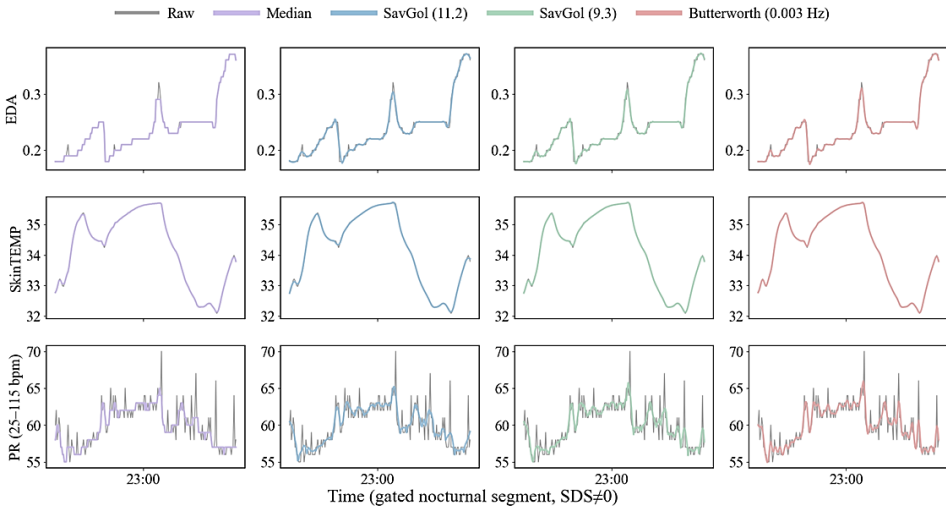 Raw Median SavGol (11,2) SavGol (9,3) Butterworth (0.003 Hz)
EDA
0.3 0.3 0.3 0.3
0.2 0.2 0.2 0.2
SkinTEMP
35 35 35 35
34 34 34 34
33 33 33 33
32 32 32 32
PR (25–115 bpm)
70 70 70 70
65 65 65 65
60 60 60 60
55 55 55 55
23:00 23:00 23:00 23:00
Time (gated nocturnal segment, SDS≠0)